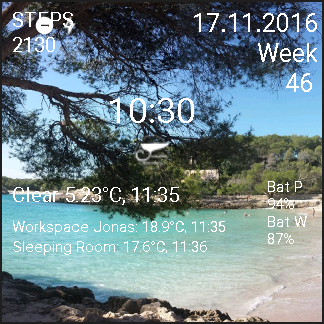 STEPS
2130
17.11.2016
Week
46
10:30
Clear 5.23°C, 11:35
Workspace Jonas: 18.9°C, 11:35
Sleeping Room: 17.6°C, 11:36
Bat P
94%
Bat W
87%